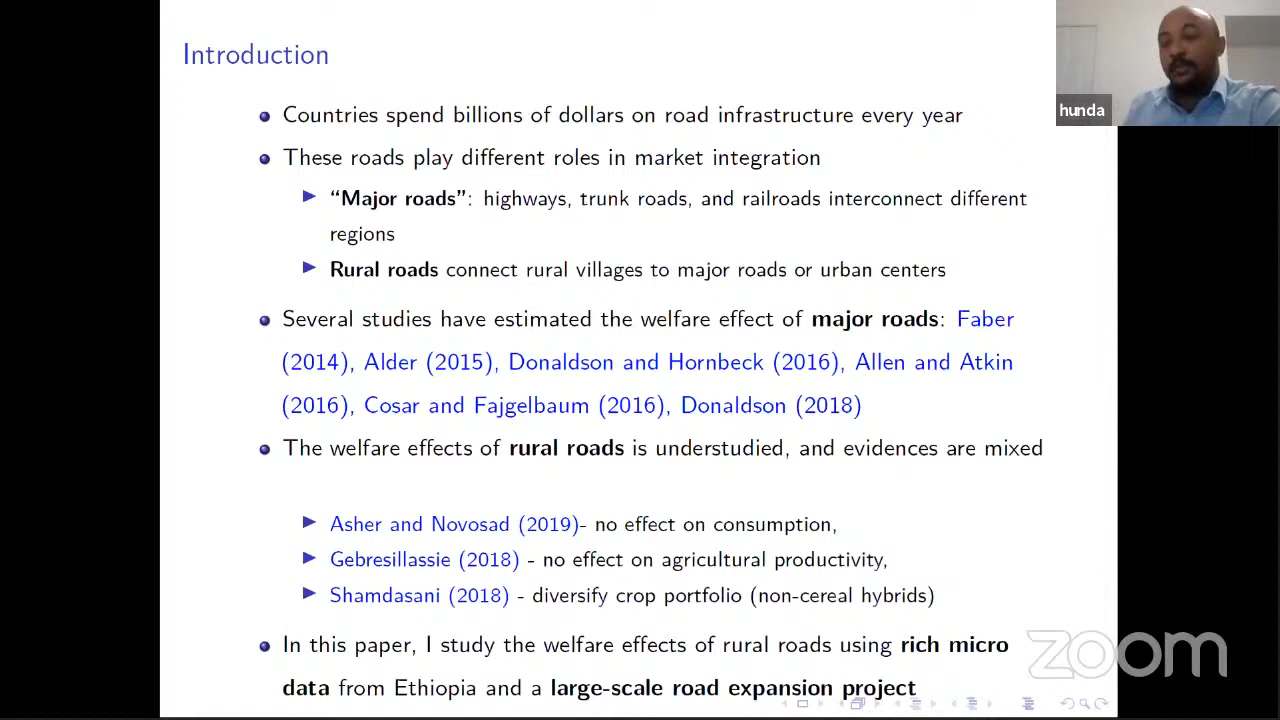 Introduction
Countries spend billions of dollars on road infrastructure every year
These roads play different roles in market integration
“Major roads”: highways, trunk roads, and railroads interconnect different
regions
Rural roads connect rural villages to major roads or urban centers
Several studies have estimated the welfare effect of major roads: Faber
(2014), Alder (2015), Donaldson and Hornbeck (2016), Allen and Atkin
(2016), Cosar and Fajgelbaum (2016), Donaldson (2018)
The welfare effects of rural roads is understudied, and evidences are mixed
Asher and Novosad (2019)- no effect on consumption,
Gebresillassie (2018) - no effect on agricultural productivity,
Shamdasani (2018) - diversify crop portfolio (non-cereal hybrids)
In this paper, I study the welfare effects of rural roads using rich micro
data from Ethiopia and a large-scale road expansion project
hunda
zoom